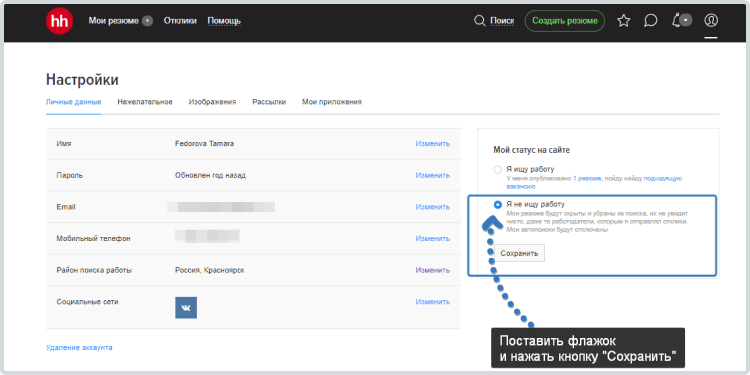 hh Мои резюме Отклики Помощь Поиск Создать резюме
Настройки
Личные данные Нежелательное Изображения Рассылки Мои приложения
Имя Fedorova Tamara Изменить
Пароль Обновлен год назад Изменить
Email Изменить
Мобильный телефон Изменить
Район поиска работы Россия, Красноярск Изменить
Социальные сети Изменить
Удаление аккаунта
Мой статус на сайте
Я ищу работу
У меня опубликовано 1 резюме, пойду найду подходящую
вакансию
Я не ищу работу
Мои резюме будут скрыты и убраны из поиска, их не увидит
никто, даже те работодатели, которым я отправлял отклики.
Мои автопоиски будут отключены
Сохранить
Поставить флажок
и нажать кнопку "Сохранить"